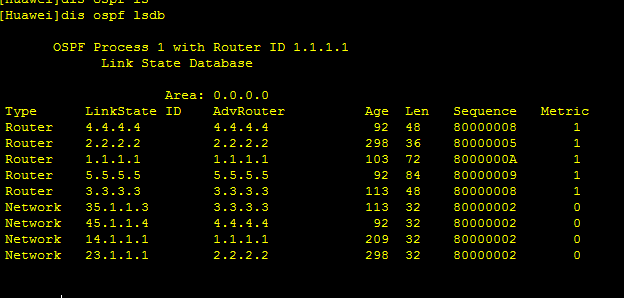 [Huawei]dis ospf ls
[Huawei]dis ospf lsdb
OSPF Process 1 with Router ID 1.1.1.1
Link State Database
Area: 0.0.0.0
Type LinkState ID AdvRouter Age Len Sequence Metric
Router 4.4.4.4 4.4.4.4 92 48 80000008 1
Router 2.2.2.2 2.2.2.2 298 36 80000005 1
Router 1.1.1.1 1.1.1.1 103 72 8000000A 1
Router 5.5.5.5 5.5.5.5 92 84 80000009 1
Router 3.3.3.3 3.3.3.3 113 48 80000008 1
Network 35.1.1.3 3.3.3.3 113 32 80000002 0
Network 45.1.1.4 4.4.4.4 92 32 80000002 0
Network 14.1.1.1 1.1.1.1 209 32 80000002 0
Network 23.1.1.1 2.2.2.2 298 32 80000002 0